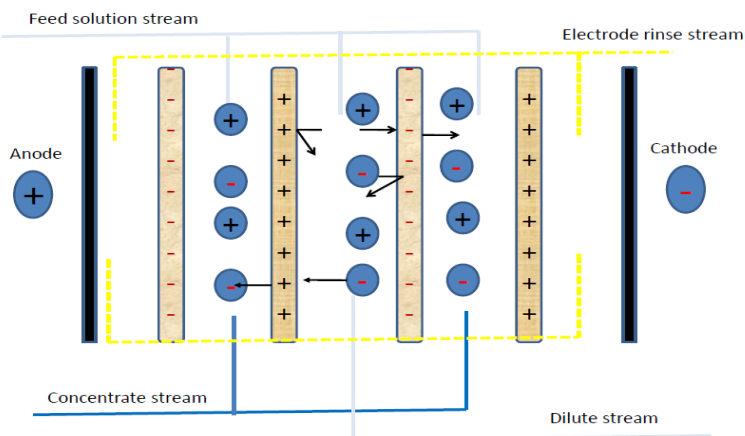 Feed solution stream
Electrode rinse stream
Anode
Cathode
Concentrate stream
Dilute stream